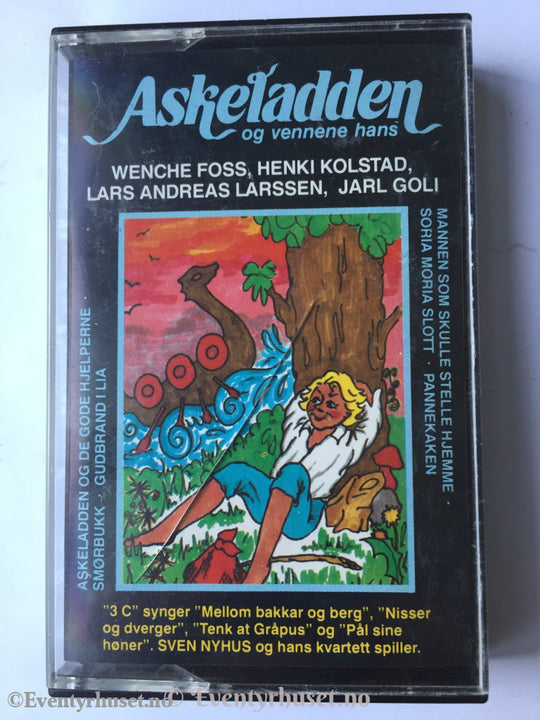 Askeladden
og vennene hans
WENCHE FOSS, HENKI KOLSTAD,
LARS ANDREAS LARSSEN, JARL GOLI
ASKELADDEN OG DE GODE HJELPERNE ·
SMØRBUKK · GUDBRAND I LIA
MANNEN SOM SKULLE STELLE HJEMME ·
SORIA MORIA SLOTT · PANNEKAKEN
"3 C" synger "Mellom bakkar og berg", "Nisser
og dverger", "Tenk at Gråpus" og "Pål sine
høner". SVEN NYHUS og hans kvartett spiller.
©Eventyrhuset.no ©Eventyrhuset.no